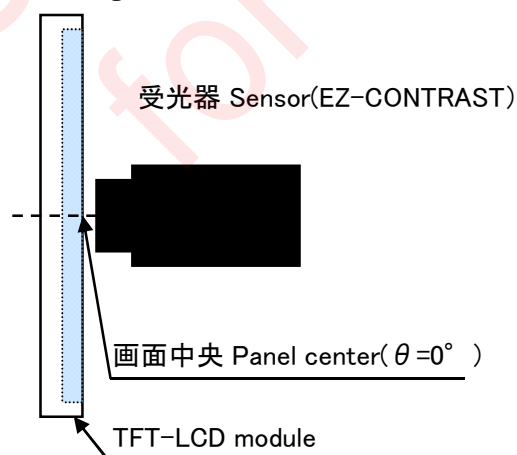 受光器 Sensor(EZ-CONTRAST)
画面中央 Panel center( θ=0° )
TFT-LCD module